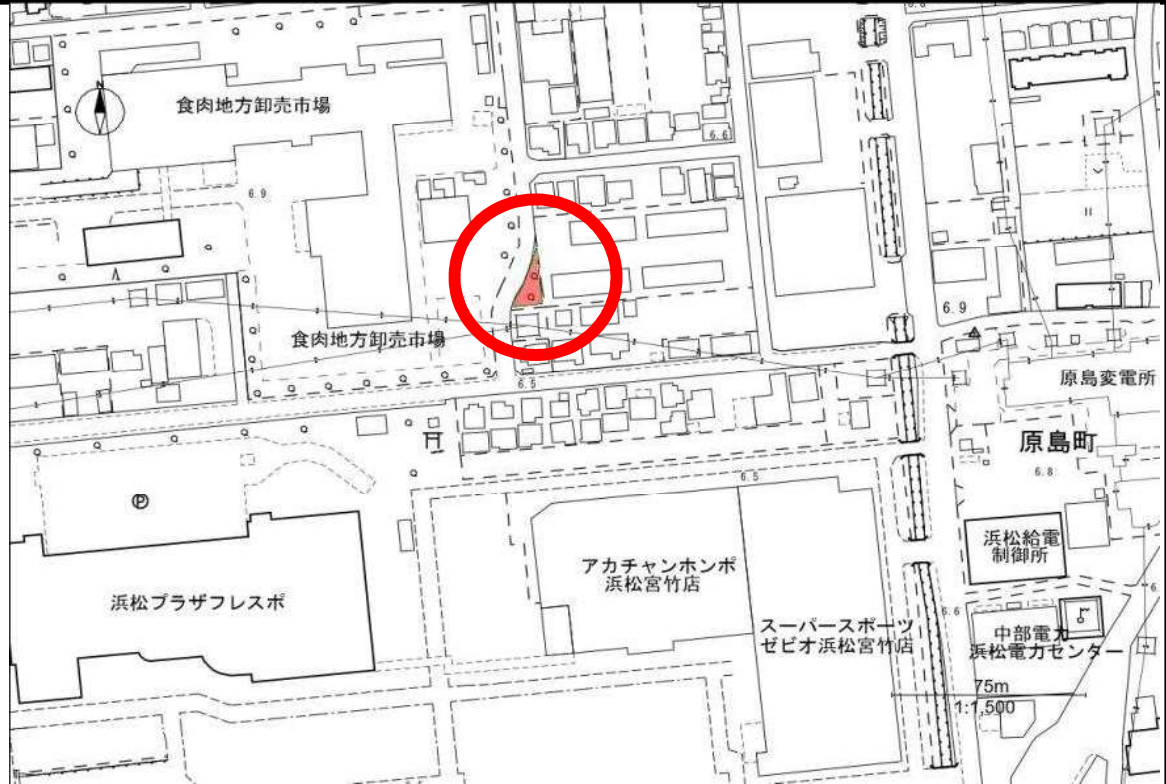 N
食肉地方卸売市場
6.6
6.9
6.9
食肉地方卸売市場
6.5
原島変電所
原島町
6.8
6.5
Ⓟ
浜松給電
制御所
アカチャンホンポ
浜松宮竹店
浜松プラザフレスポ
6.6
スーパースポーツ
ゼビオ浜松宮竹店
中部電力
浜松電力センター
75m
1:1,500